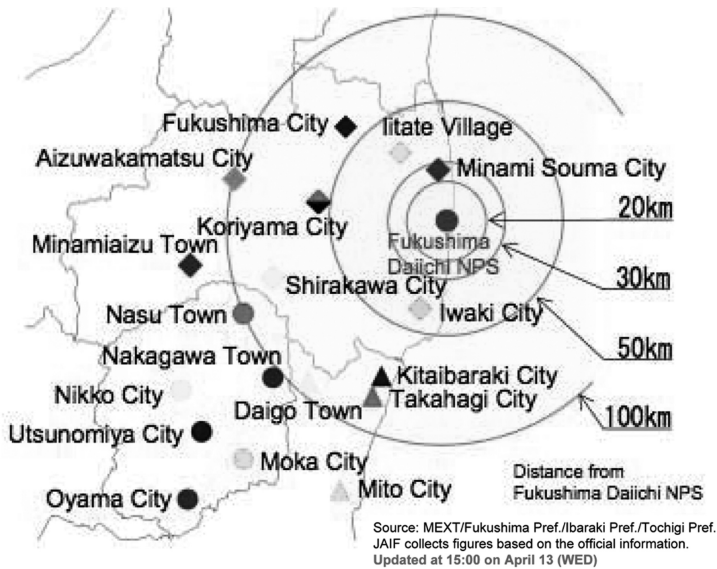 Fukushima City
Iitate Village
Aizuwakamatsu City
Minami Souma City
20km
Koriyama City
Minamiaizu Town
Fukushima
Daiichi NPS
30km
Shirakawa City
Nasu Town
Iwaki City
50km
Nakagawa Town
Kitaibaraki City
Nikko City
Daigo Town
Takahagi City
100km
Utsunomiya City
Moka City
Distance from
Fukushima Daiichi NPS
Oyama City
Mito City
Source: MEXT/Fukushima Pref./Ibaraki Pref./Tochigi Pref.
JAIF collects figures based on the official information.
Updated at 15:00 on April 13 (WED)